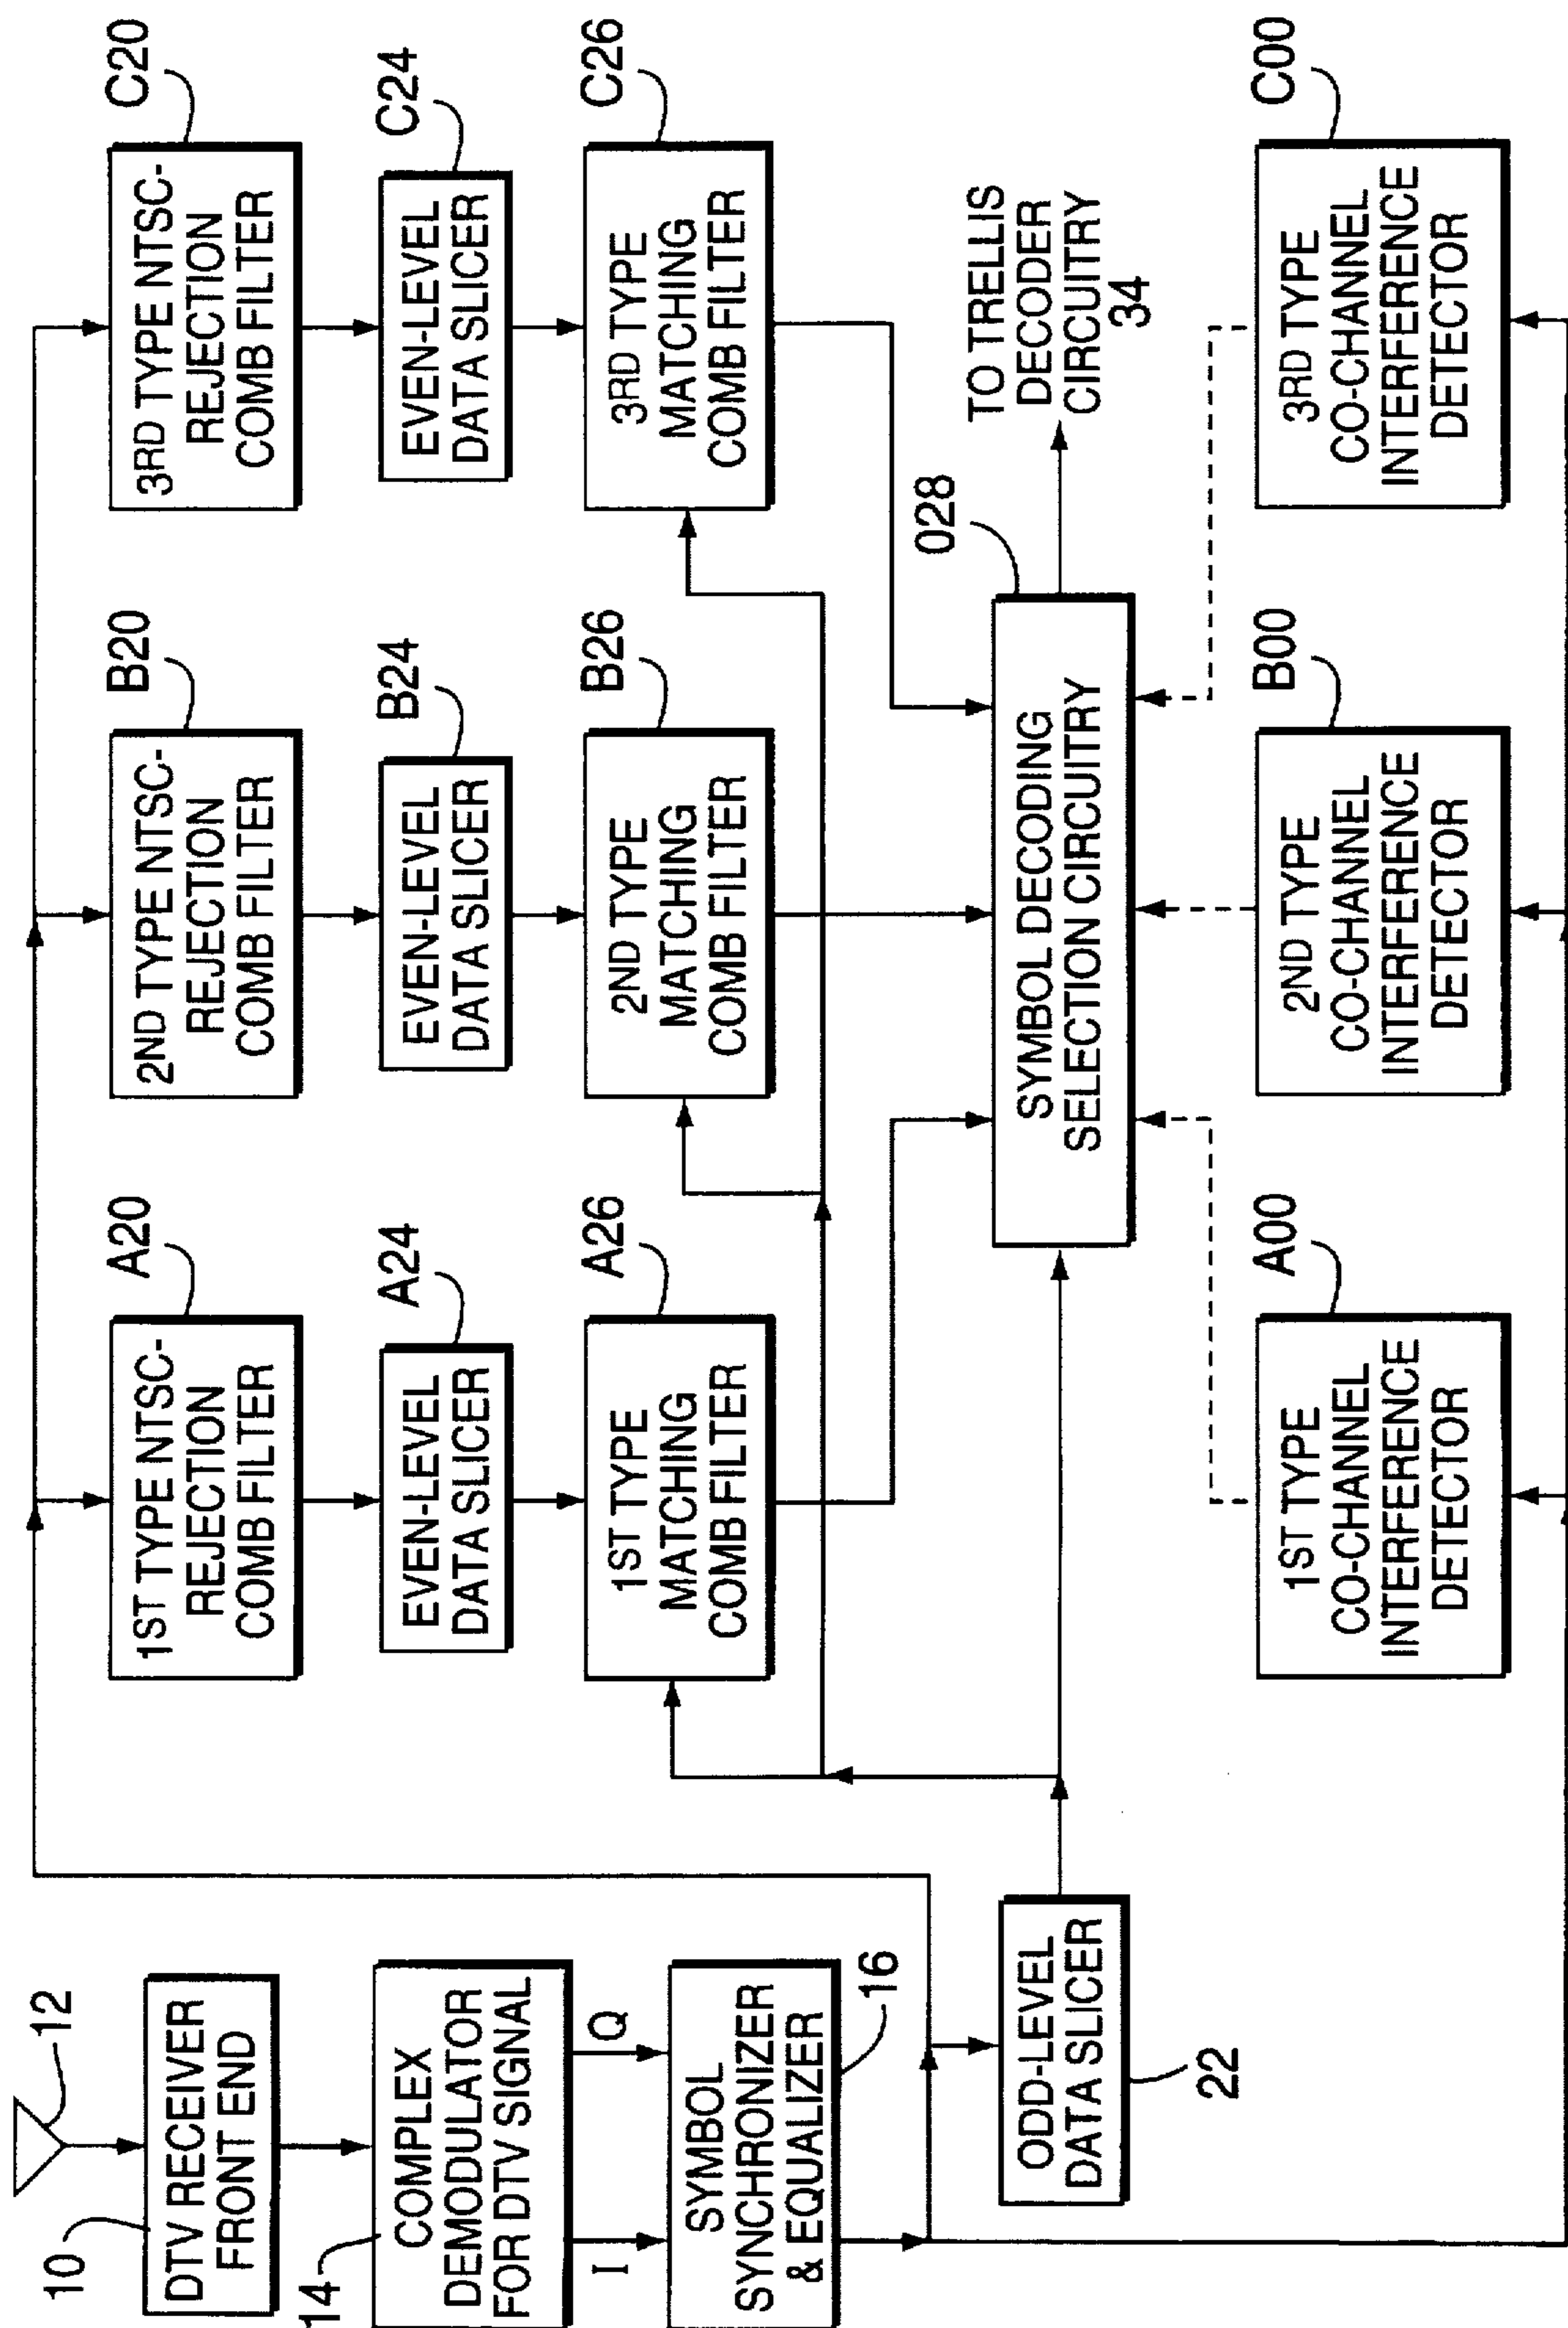 12
10
DTV RECEIVER
FRONT END
14
COMPLEX
DEMODULATOR
FOR DTV SIGNAL
I
Q
SYMBOL
SYNCHRONIZER
& EQUALIZER
16
ODD-LEVEL
DATA SLICER
22
A20
1ST TYPE NTSC-
REJECTION
COMB FILTER
A24
EVEN-LEVEL
DATA SLICER
A26
1ST TYPE
MATCHING
COMB FILTER
B20
2ND TYPE NTSC-
REJECTION
COMB FILTER
B24
EVEN-LEVEL
DATA SLICER
B26
2ND TYPE
MATCHING
COMB FILTER
C20
3RD TYPE NTSC-
REJECTION
COMB FILTER
C24
EVEN-LEVEL
DATA SLICER
C26
3RD TYPE
MATCHING
COMB FILTER
028
SYMBOL DECODING
SELECTION CIRCUITRY
TO TRELLIS
DECODER
CIRCUITRY
34
A00
1ST TYPE
CO-CHANNEL
INTERFERENCE
DETECTOR
B00
2ND TYPE
CO-CHANNEL
INTERFERENCE
DETECTOR
C00
3RD TYPE
CO-CHANNEL
INTERFERENCE
DETECTOR